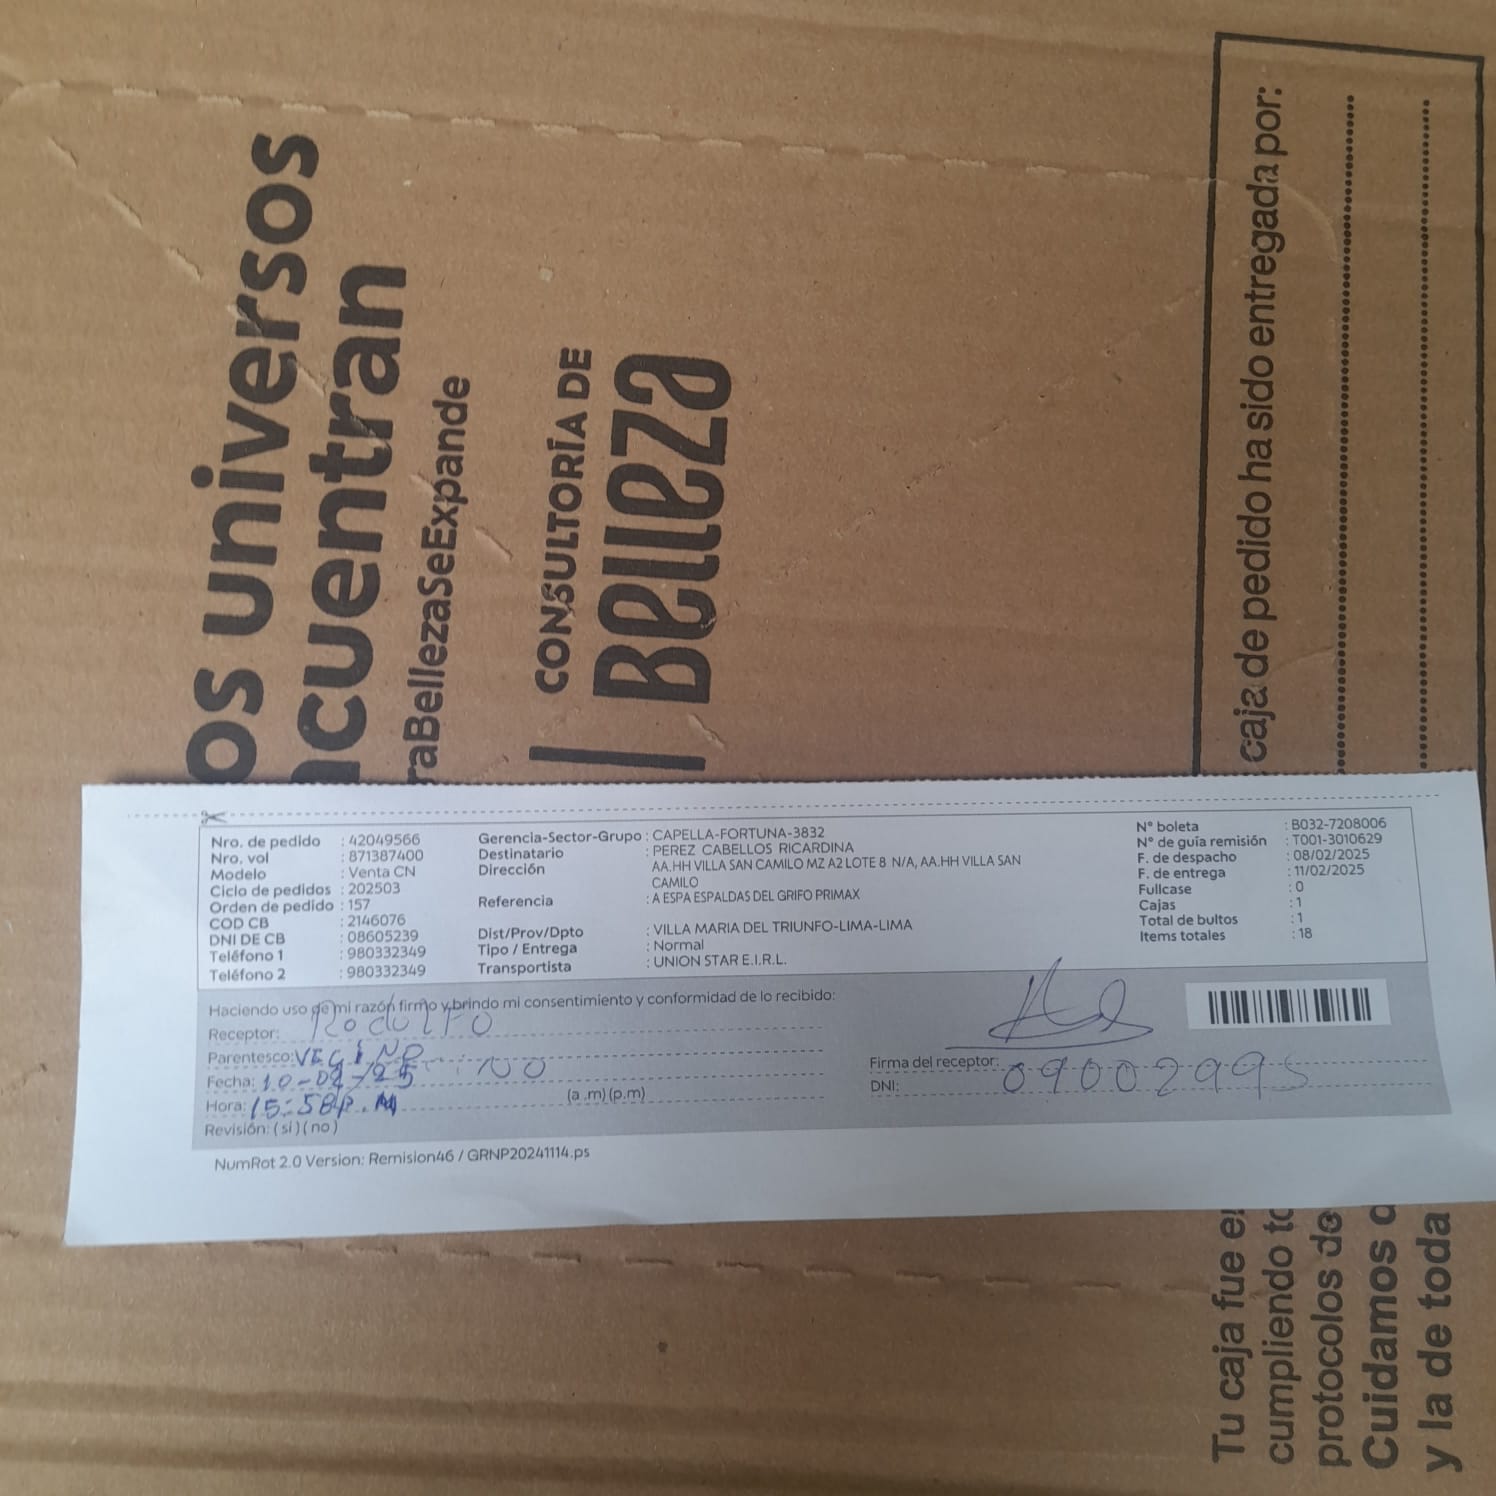 os universos
ncuentran
raBellezaSeExpande
CONSULTORÍA DE
Belleza
caja de pedido ha sido entregada por:
Nro. de pedido : 42049566
Nro. vol : 871387400
Modelo : Venta CN
Ciclo de pedidos : 202503
Orden de pedido : 157
COD CB : 2146076
DNI DE CB : 08605239
Teléfono 1 : 980332349
Teléfono 2 : 980332349
Gerencia-Sector-Grupo : CAPELLA-FORTUNA-3832
Destinatario : PEREZ CABELLOS RICARDINA
Dirección AA.HH VILLA SAN CAMILO MZ A2 LOTE 8 N/A, AA.HH VILLA SAN
CAMILO
Referencia : A ESPA ESPALDAS DEL GRIFO PRIMAX
Dist/Prov/Dpto : VILLA MARIA DEL TRIUNFO-LIMA-LIMA
Tipo / Entrega : Normal
Transportista : UNION STAR E.I.R.L.
N° boleta : B032-7208006
N° de guía remisión : T001-3010629
F. de despacho : 08/02/2025
F. de entrega : 11/02/2025
Fullcase : 0
Cajas : 1
Total de bultos : 1
Items totales : 18
Haciendo uso de mi razón firmo y brindo mi consentimiento y conformidad de lo recibido:
Receptor: Rodulfo
Parentesco: VECINO
Fecha: 10-02-25
Hora: 15:58 P.M (a .m) (p.m)
Revisión: ( si ) ( no )
Firma del receptor:
DNI: 09002995
NumRot 2.0 Version: Remision46 / GRNP20241114.ps
Tu caja fue e
cumpliendo to
protocolos de
Cuidamos
y la de toda